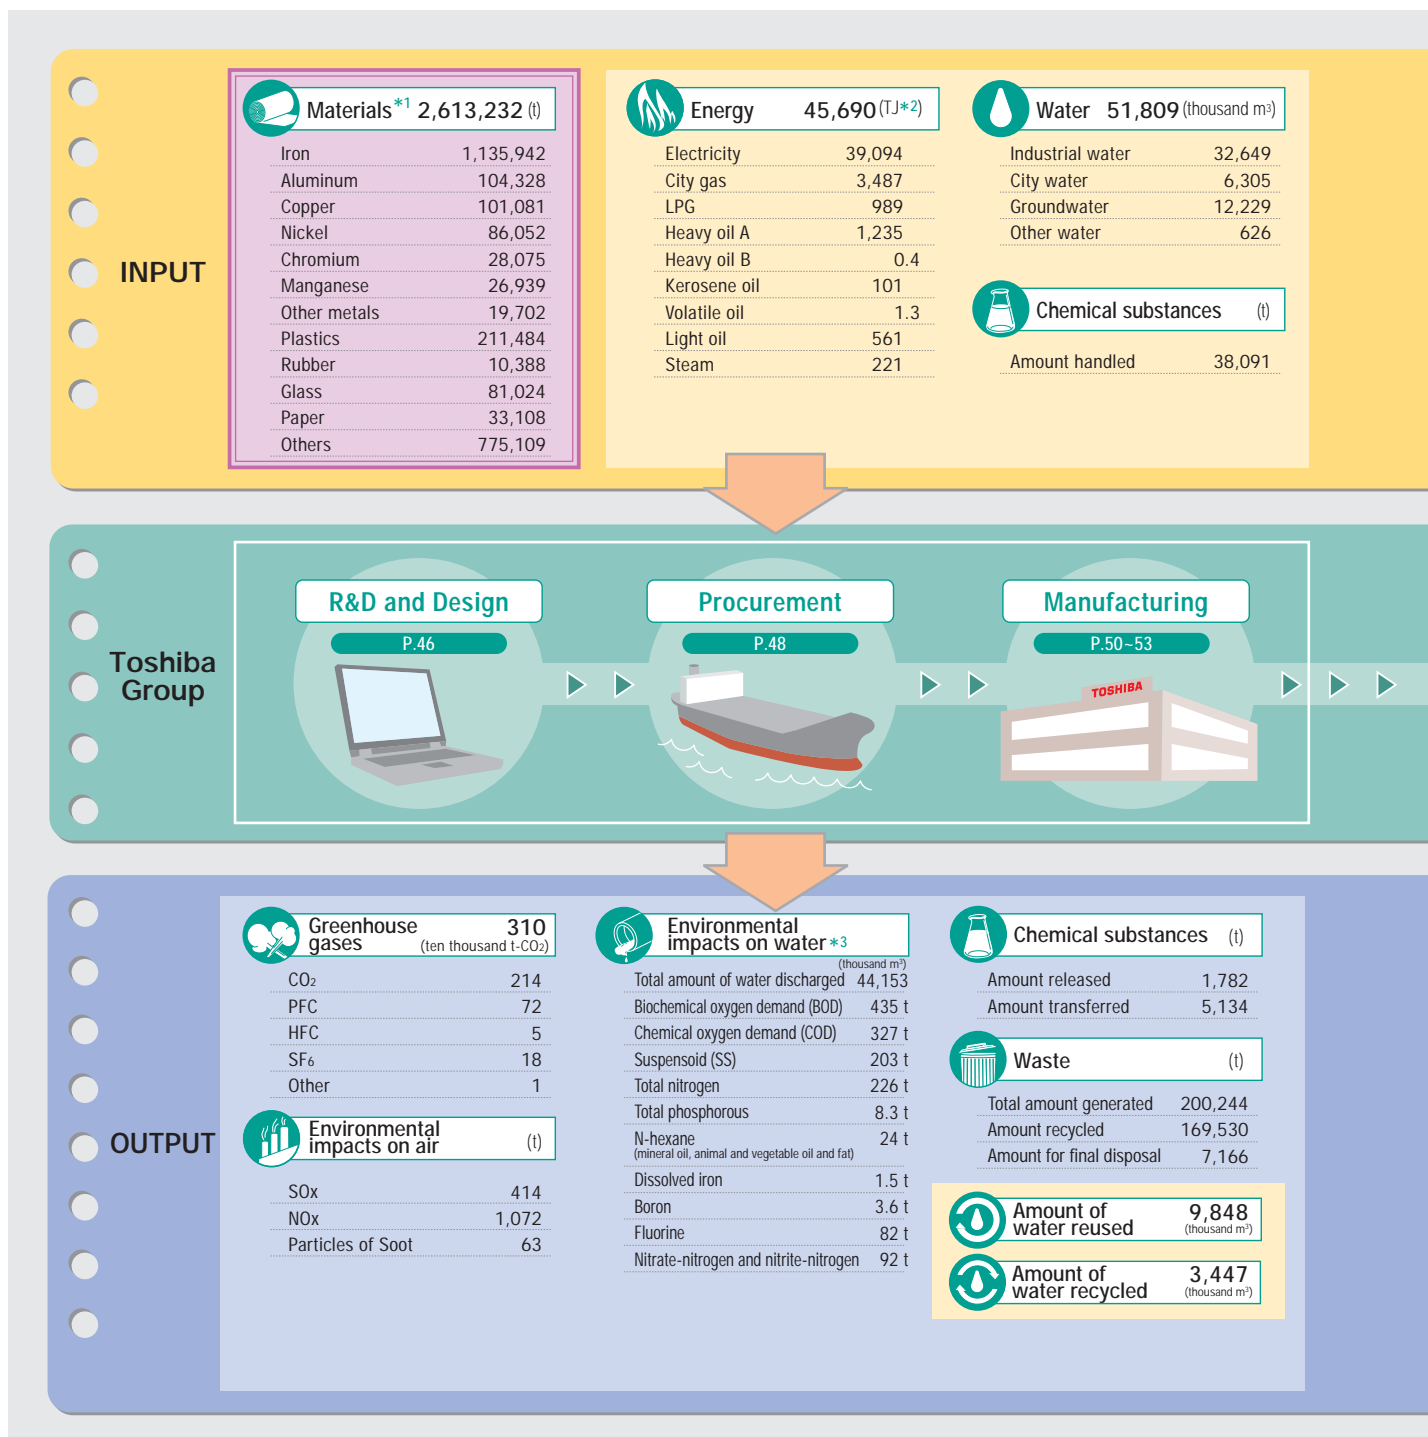 INPUT
Materials*1 2,613,232 (t)
Iron 1,135,942
Aluminum 104,328
Copper 101,081
Nickel 86,052
Chromium 28,075
Manganese 26,939
Other metals 19,702
Plastics 211,484
Rubber 10,388
Glass 81,024
Paper 33,108
Others 775,109
Energy 45,690 (TJ*2)
Electricity 39,094
City gas 3,487
LPG 989
Heavy oil A 1,235
Heavy oil B 0.4
Kerosene oil 101
Volatile oil 1.3
Light oil 561
Steam 221
Water 51,809 (thousand m³)
Industrial water 32,649
City water 6,305
Groundwater 12,229
Other water 626
Chemical substances (t)
Amount handled 38,091
Toshiba
Group
R&D and Design
P.46
Procurement
P.48
Manufacturing
P.50~53
TOSHIBA
OUTPUT
Greenhouse
gases 310
(ten thousand t-CO₂)
CO₂ 214
PFC 72
HFC 5
SF₆ 18
Other 1
Environmental
impacts on air (t)
SOx 414
NOx 1,072
Particles of Soot 63
Environmental
impacts on water*3
(thousand m³)
Total amount of water discharged 44,153
Biochemical oxygen demand (BOD) 435 t
Chemical oxygen demand (COD) 327 t
Suspensoid (SS) 203 t
Total nitrogen 226 t
Total phosphorous 8.3 t
N-hexane 24 t
(mineral oil, animal and vegetable oil and fat)
Dissolved iron 1.5 t
Boron 3.6 t
Fluorine 82 t
Nitrate-nitrogen and nitrite-nitrogen 92 t
Chemical substances (t)
Amount released 1,782
Amount transferred 5,134
Waste (t)
Total amount generated 200,244
Amount recycled 169,530
Amount for final disposal 7,166
Amount of
water reused 9,848
(thousand m³)
Amount of
water recycled 3,447
(thousand m³)